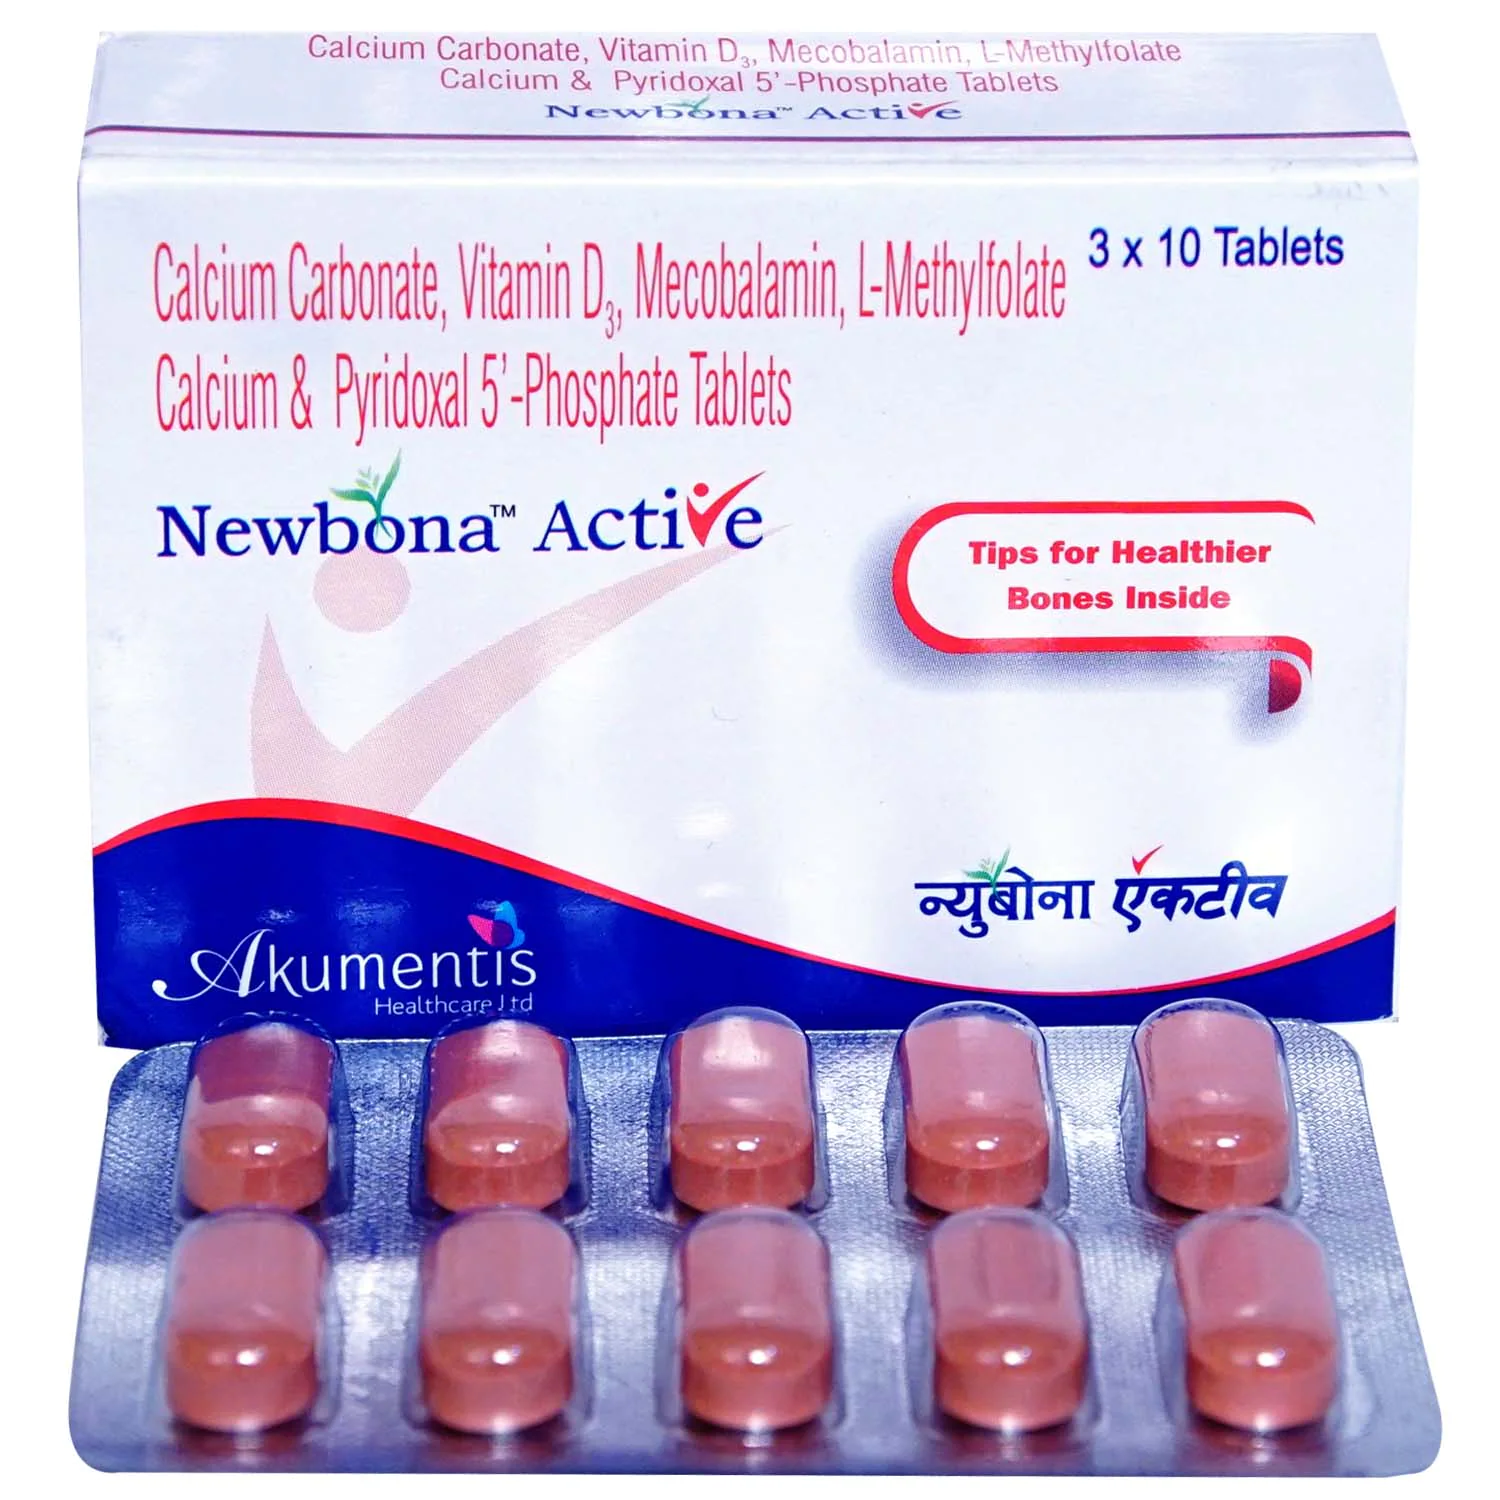 Calcium Carbonate, Vitamin D₃, Mecobalamin, L-Methylfolate
Calcium & Pyridoxal 5'-Phosphate Tablets
Newbona™ Active
Calcium Carbonate, Vitamin D₃, Mecobalamin, L-Methylfolate
Calcium & Pyridoxal 5'-Phosphate Tablets
3 x 10 Tablets
Newbona™ Active
Tips for Healthier
Bones Inside
न्यूबोना एक्टीव
Akumentis
Healthcare Ltd